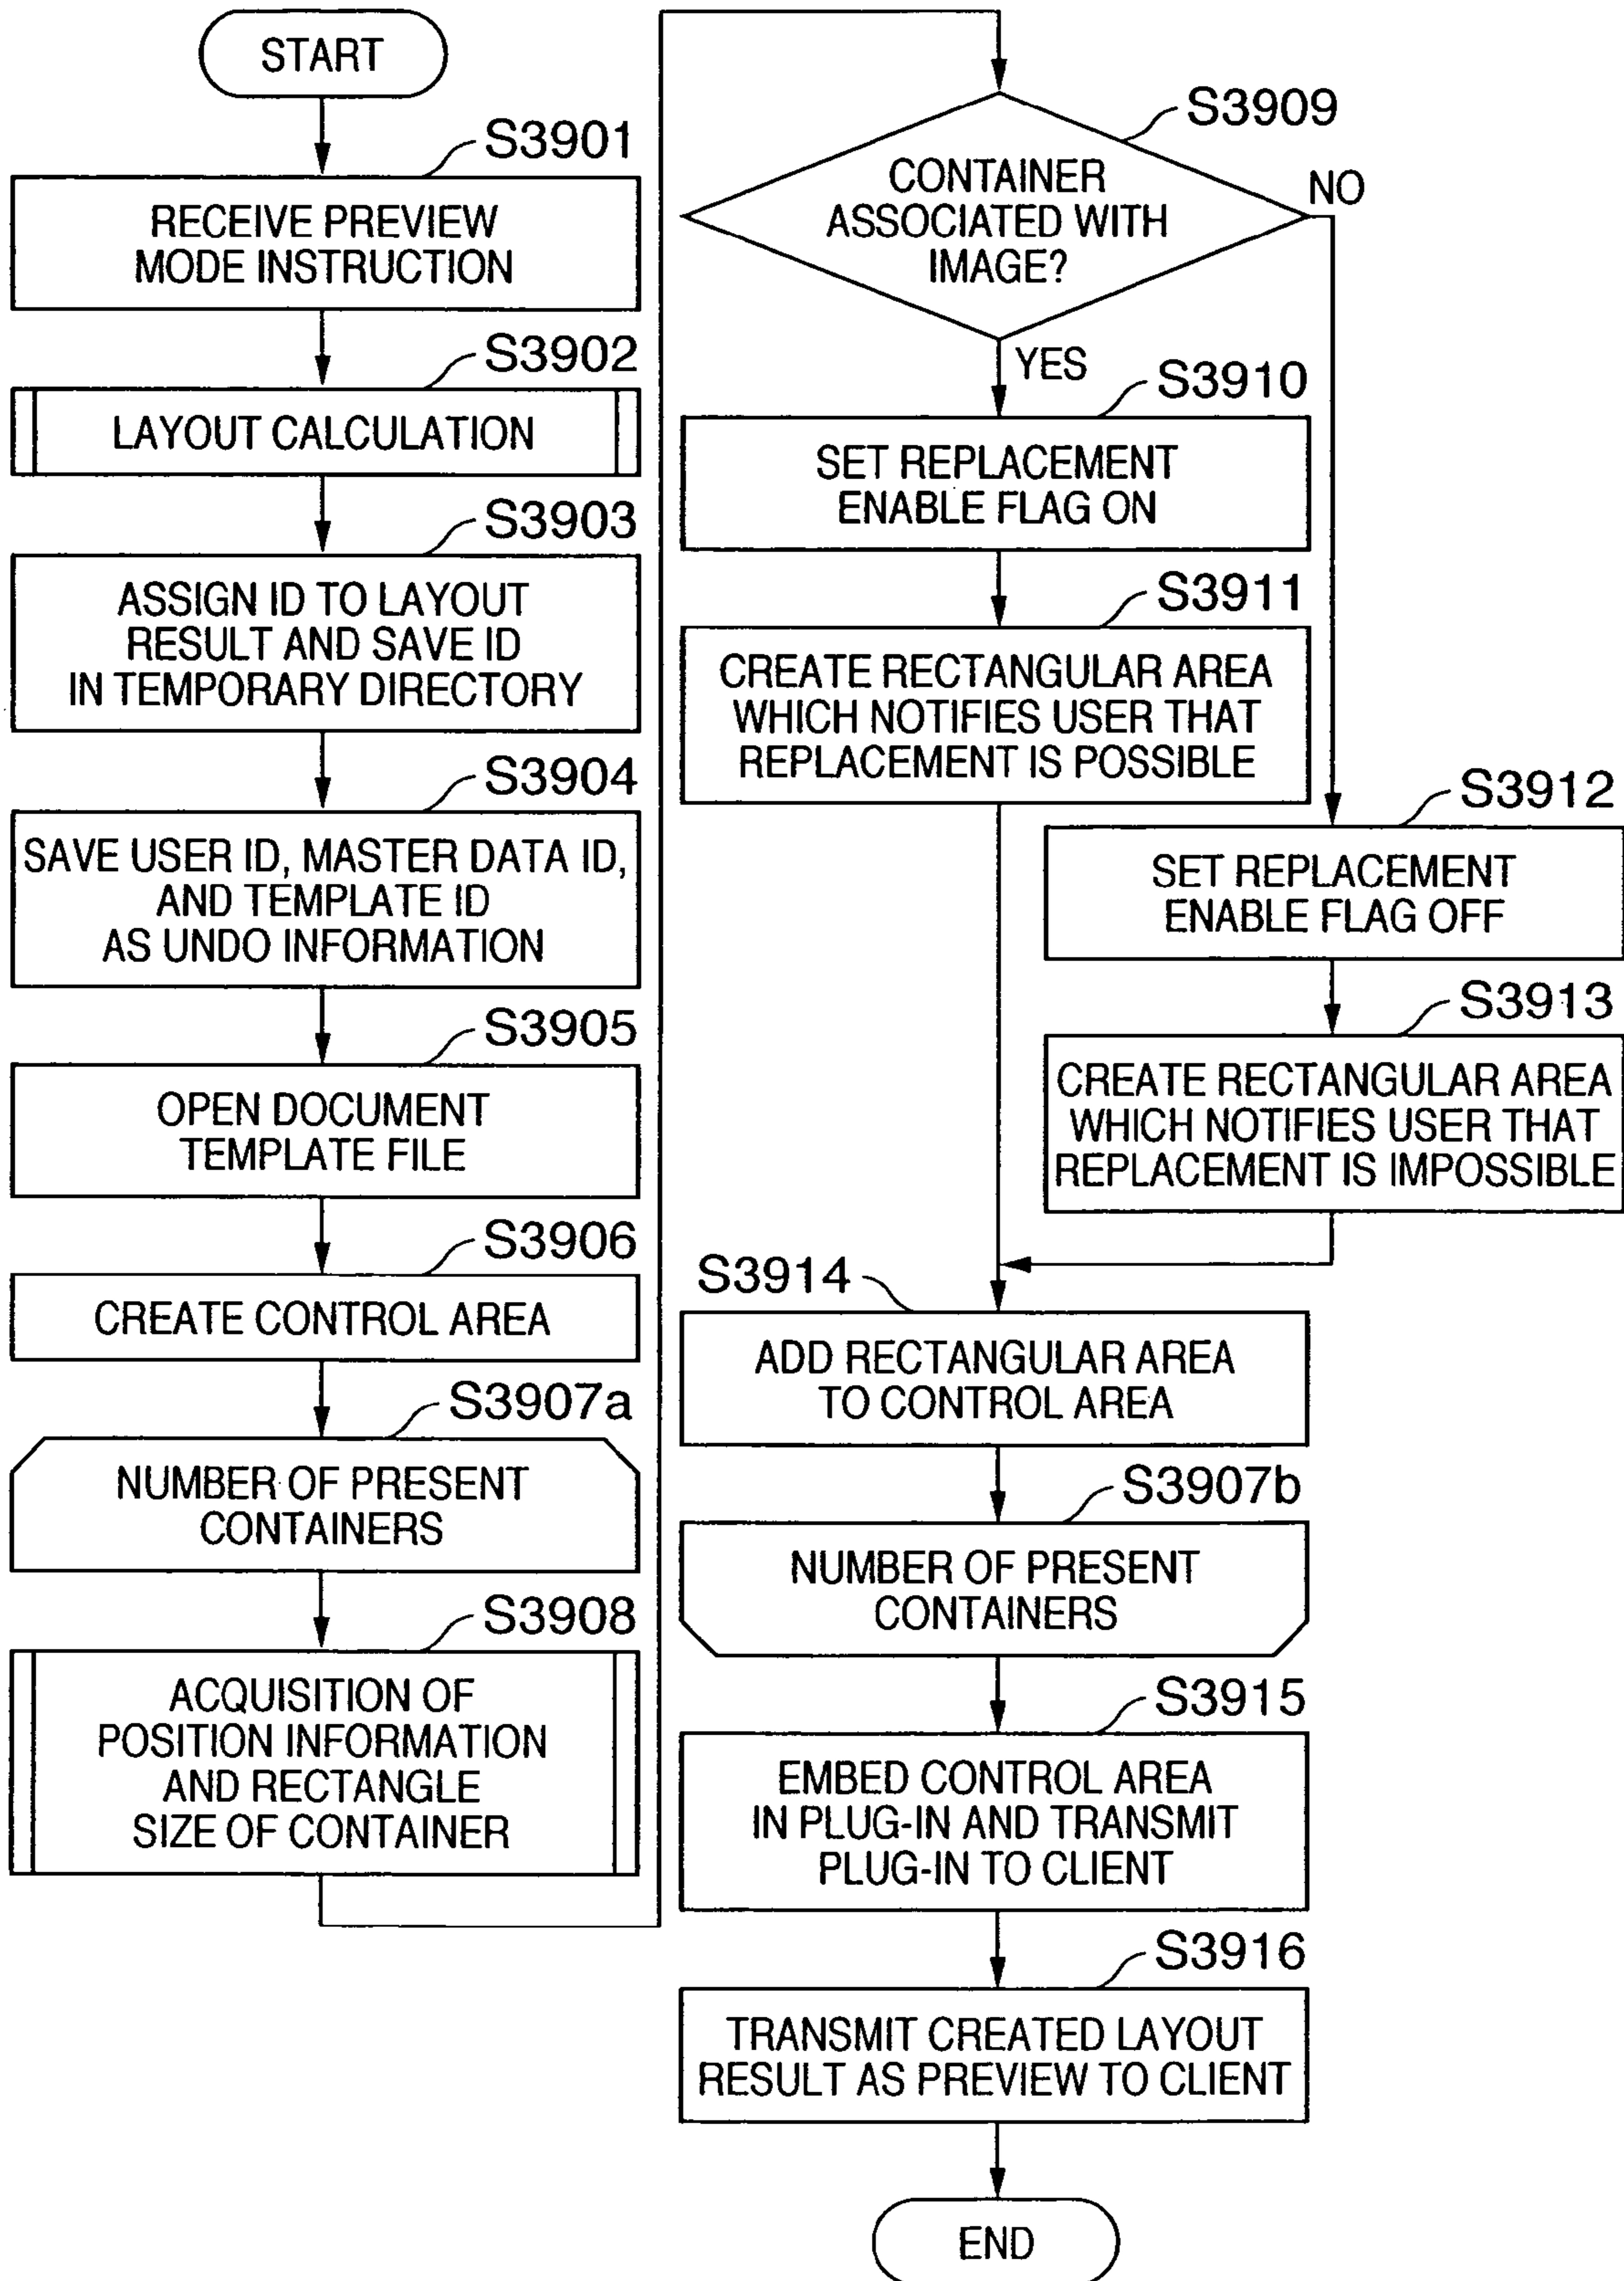 START
S3901
RECEIVE PREVIEW
MODE INSTRUCTION
S3902
LAYOUT CALCULATION
S3903
ASSIGN ID TO LAYOUT
RESULT AND SAVE ID
IN TEMPORARY DIRECTORY
S3904
SAVE USER ID, MASTER DATA ID,
AND TEMPLATE ID
AS UNDO INFORMATION
S3905
OPEN DOCUMENT
TEMPLATE FILE
S3906
CREATE CONTROL AREA
S3907a
NUMBER OF PRESENT
CONTAINERS
S3908
ACQUISITION OF
POSITION INFORMATION
AND RECTANGLE
SIZE OF CONTAINER
S3909
CONTAINER
ASSOCIATED WITH
IMAGE?
NO
YES
S3910
SET REPLACEMENT
ENABLE FLAG ON
S3911
CREATE RECTANGULAR AREA
WHICH NOTIFIES USER THAT
REPLACEMENT IS POSSIBLE
S3912
SET REPLACEMENT
ENABLE FLAG OFF
S3913
CREATE RECTANGULAR AREA
WHICH NOTIFIES USER THAT
REPLACEMENT IS IMPOSSIBLE
S3914
ADD RECTANGULAR AREA
TO CONTROL AREA
S3907b
NUMBER OF PRESENT
CONTAINERS
S3915
EMBED CONTROL AREA
IN PLUG-IN AND TRANSMIT
PLUG-IN TO CLIENT
S3916
TRANSMIT CREATED LAYOUT
RESULT AS PREVIEW TO CLIENT
END